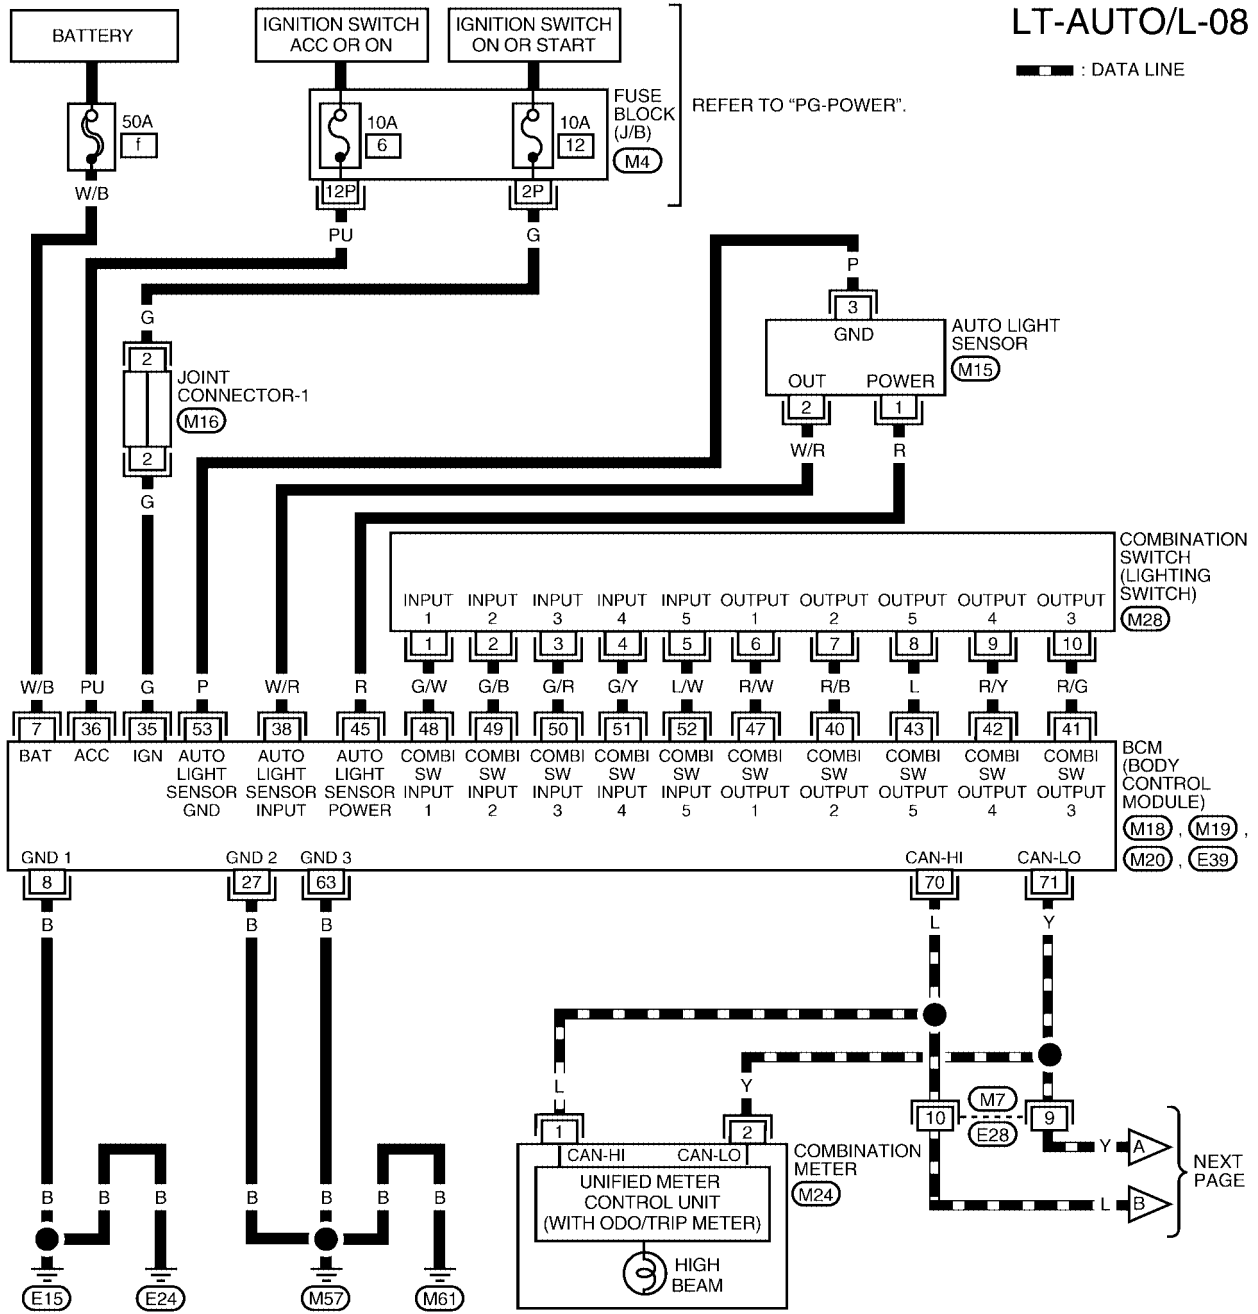 LT-AUTO/L-08
: DATA LINE
BATTERY
IGNITION SWITCH
ACC OR ON
IGNITION SWITCH
ON OR START
50A
f
10A
6
10A
12
FUSE
BLOCK
(J/B)
M4
REFER TO "PG-POWER".
12P
2P
W/B
PU
G
P
3
GND
AUTO LIGHT
SENSOR
M15
OUT
POWER
2
1
W/R
R
G
2
JOINT
CONNECTOR-1
M16
2
G
COMBINATION
SWITCH
(LIGHTING
SWITCH)
M28
INPUT
1
INPUT
2
INPUT
3
INPUT
4
INPUT
5
OUTPUT
1
OUTPUT
2
OUTPUT
5
OUTPUT
4
OUTPUT
3
1
2
3
4
5
6
7
8
9
10
W/B
PU
G
P
W/R
R
G/W
G/B
G/R
G/Y
L/W
R/W
R/B
L
R/Y
R/G
7
36
35
53
38
45
48
49
50
51
52
47
40
43
42
41
BAT
ACC
IGN
AUTO
LIGHT
SENSOR
GND
AUTO
LIGHT
SENSOR
INPUT
AUTO
LIGHT
SENSOR
POWER
COMBI
SW
INPUT
1
COMBI
SW
INPUT
2
COMBI
SW
INPUT
3
COMBI
SW
INPUT
4
COMBI
SW
INPUT
5
COMBI
SW
OUTPUT
1
COMBI
SW
OUTPUT
2
COMBI
SW
OUTPUT
5
COMBI
SW
OUTPUT
4
COMBI
SW
OUTPUT
3
BCM
(BODY
CONTROL
MODULE)
M18 , M19 ,
M20 , E39
GND 1
GND 2
GND 3
CAN-HI
CAN-LO
8
27
63
70
71
B
B
B
L
Y
L
Y
10
M7
E28
9
1
2
CAN-HI
CAN-LO
UNIFIED METER
CONTROL UNIT
(WITH ODO/TRIP METER)
HIGH
BEAM
COMBINATION
METER
M24
Y
A
L
B
NEXT
PAGE
B
B
B
B
B
B
B
E15
E24
M57
M61